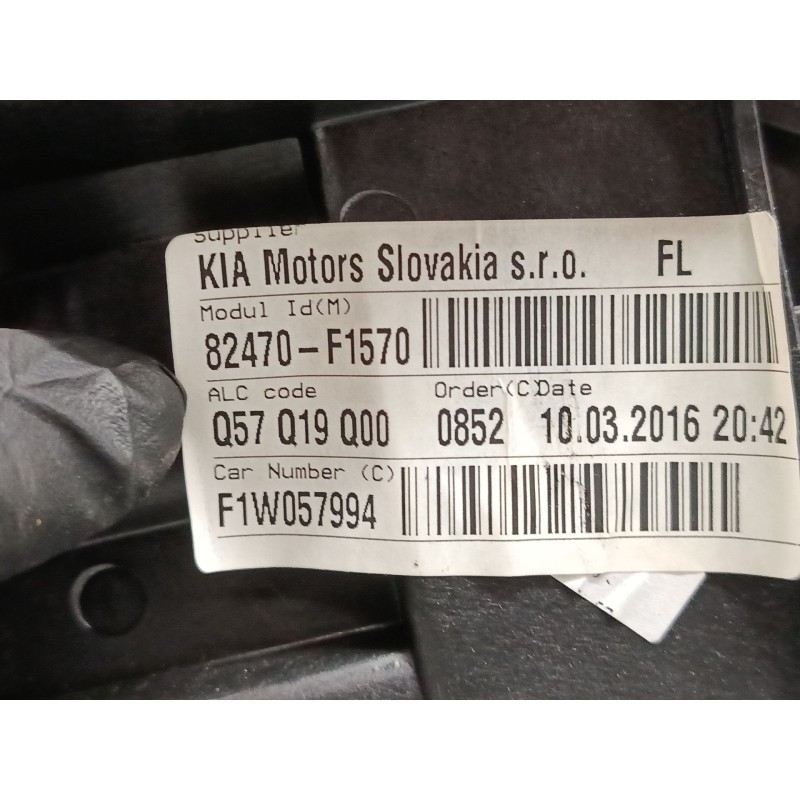 Supplier
KIA Motors Slovakia s.r.o. FL
Modul Id(M)
82470-F1570
ALC code Order(C)Date
Q57 Q19 Q00 0852 10.03.2016 20:42
Car Number (C)
F1W057994